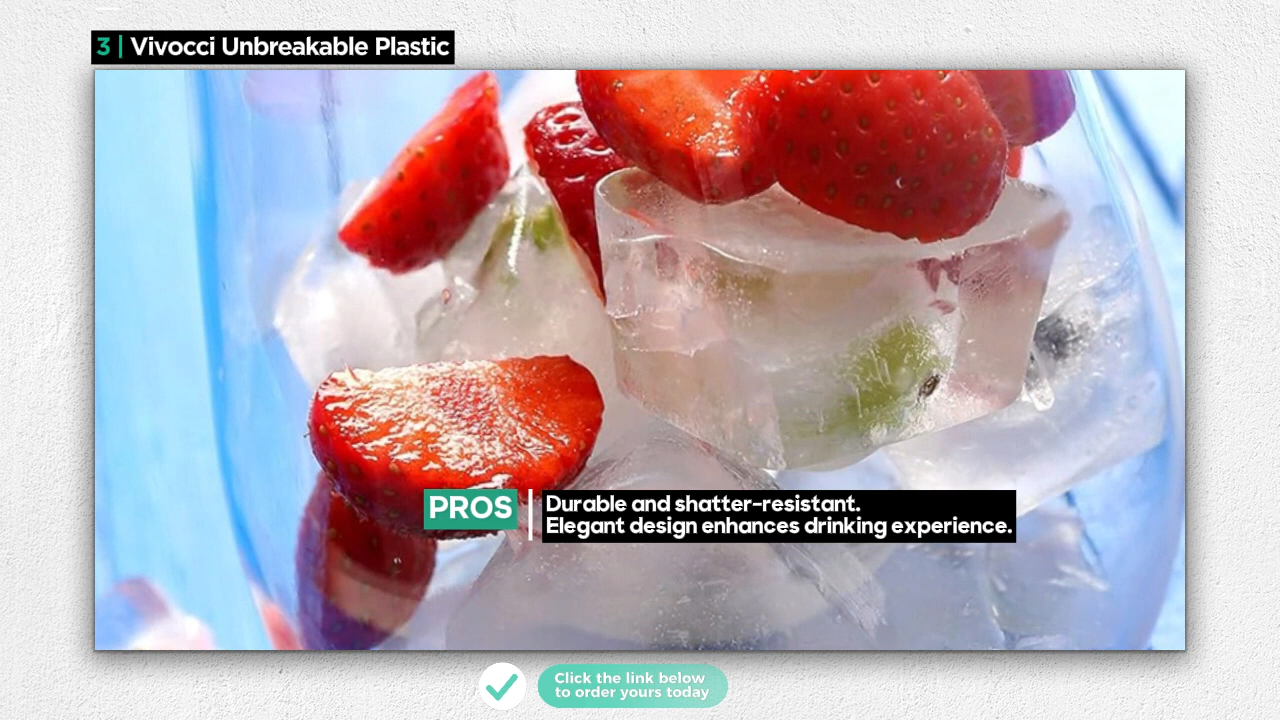 3 | Vivocci Unbreakable Plastic
PROS
Durable and shatter-resistant.
Elegant design enhances drinking experience.
Click the link below
to order yours today